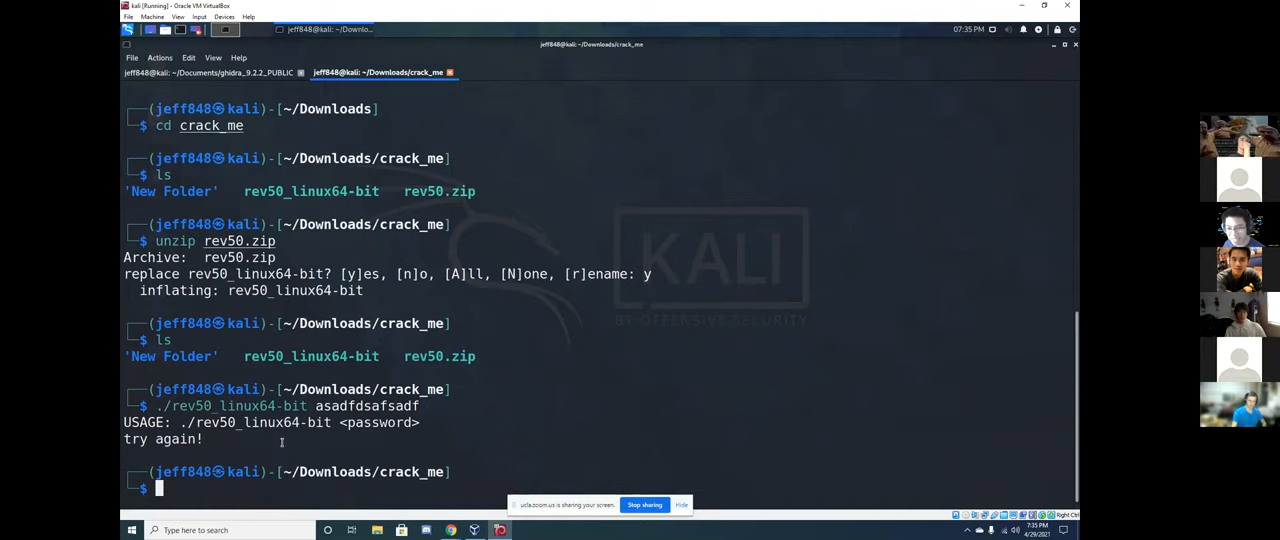 kali [Running] - Oracle VM VirtualBox
File Machine View Input Devices Help
jeff848@kali: ~/Downlo...
07:35 PM
jeff848@kali: ~/Downloads/crack_me
File Actions Edit View Help
jeff848@kali: ~/Documents/ghidra_9.2.2_PUBLIC
jeff848@kali: ~/Downloads/crack_me
(jeff848㉿kali)-[~/Downloads]
$ cd crack_me
(jeff848㉿kali)-[~/Downloads/crack_me]
$ ls
'New Folder' rev50_linux64-bit rev50.zip
(jeff848㉿kali)-[~/Downloads/crack_me]
$ unzip rev50.zip
Archive: rev50.zip
replace rev50_linux64-bit? [y]es, [n]o, [A]ll, [N]one, [r]ename: y
inflating: rev50_linux64-bit
(jeff848㉿kali)-[~/Downloads/crack_me]
$ ls
'New Folder' rev50_linux64-bit rev50.zip
(jeff848㉿kali)-[~/Downloads/crack_me]
$ ./rev50_linux64-bit asadfdsafsadf
USAGE: ./rev50_linux64-bit <password>
try again!
(jeff848㉿kali)-[~/Downloads/crack_me]
$
KALI
BY OFFENSIVE SECURITY
ucla.zoom.us is sharing your screen.
Stop sharing
Hide
Right Ctrl
Type here to search
7:35 PM
4/29/2021